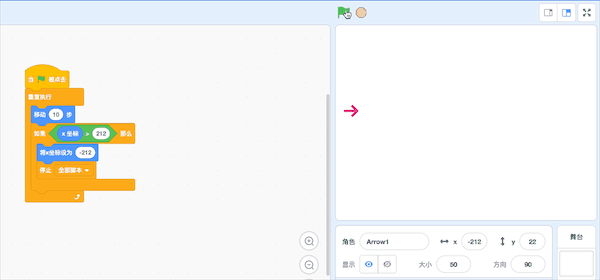 当 被点击
重复执行
移动 10 步
如果 x 坐标 > 212 那么
将x坐标设为 -212
停止 全部脚本
角色 Arrow1 x -212 y 22
显示 大小 50 方向 90
舞台